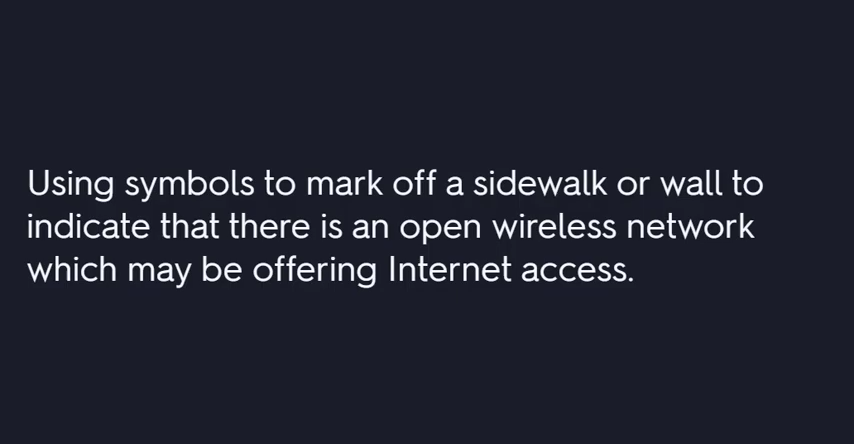 Using symbols to mark off a sidewalk or wall to
indicate that there is an open wireless network
which may be offering Internet access.